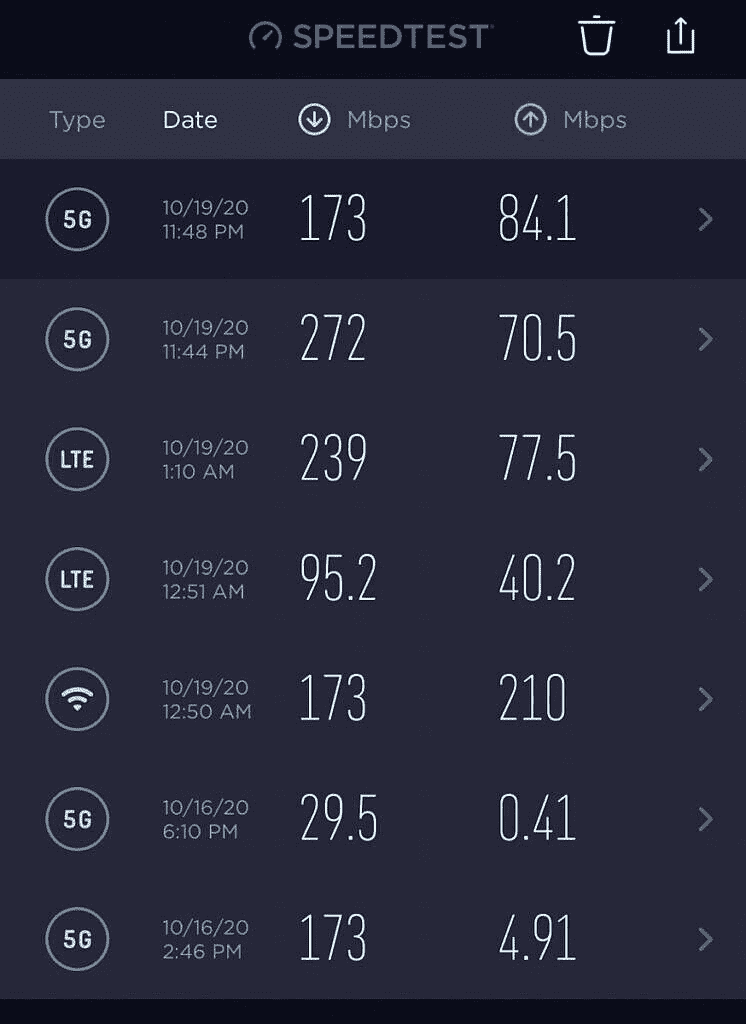 SPEEDTEST
Type Date Mbps Mbps
5G 10/19/20 11:48 PM 173 84.1
5G 10/19/20 11:44 PM 272 70.5
LTE 10/19/20 1:10 AM 239 77.5
LTE 10/19/20 12:51 AM 95.2 40.2
10/19/20 12:50 AM 173 210
5G 10/16/20 6:10 PM 29.5 0.41
5G 10/16/20 2:46 PM 173 4.91